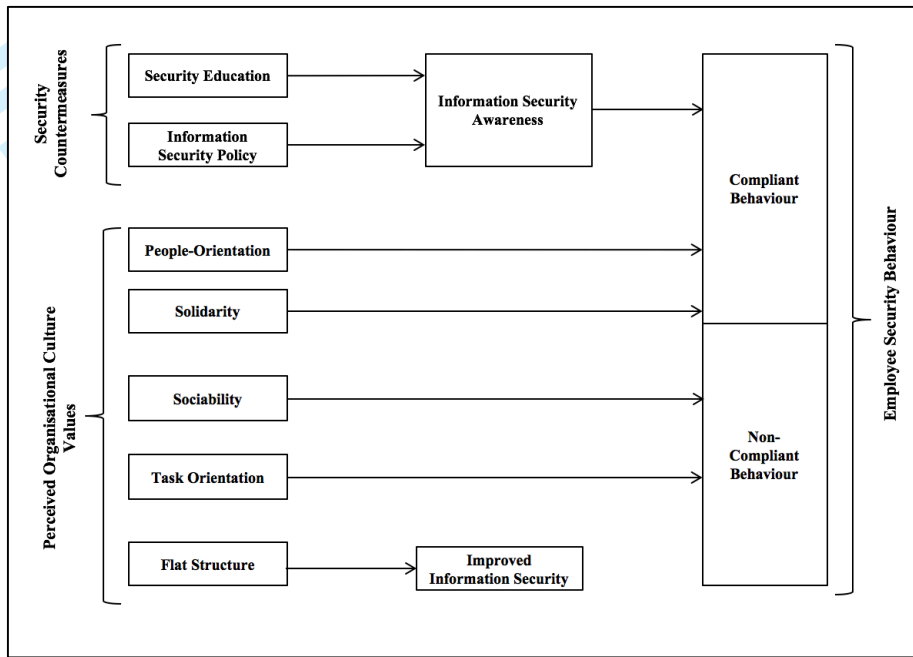 Security
Countermeasures
Security Education
Information
Security Policy
Information Security
Awareness
Compliant
Behaviour
Perceived Organisational Culture
Values
People-Orientation
Solidarity
Sociability
Task Orientation
Flat Structure
Improved
Information Security
Non-
Compliant
Behaviour
Employee Security Behaviour